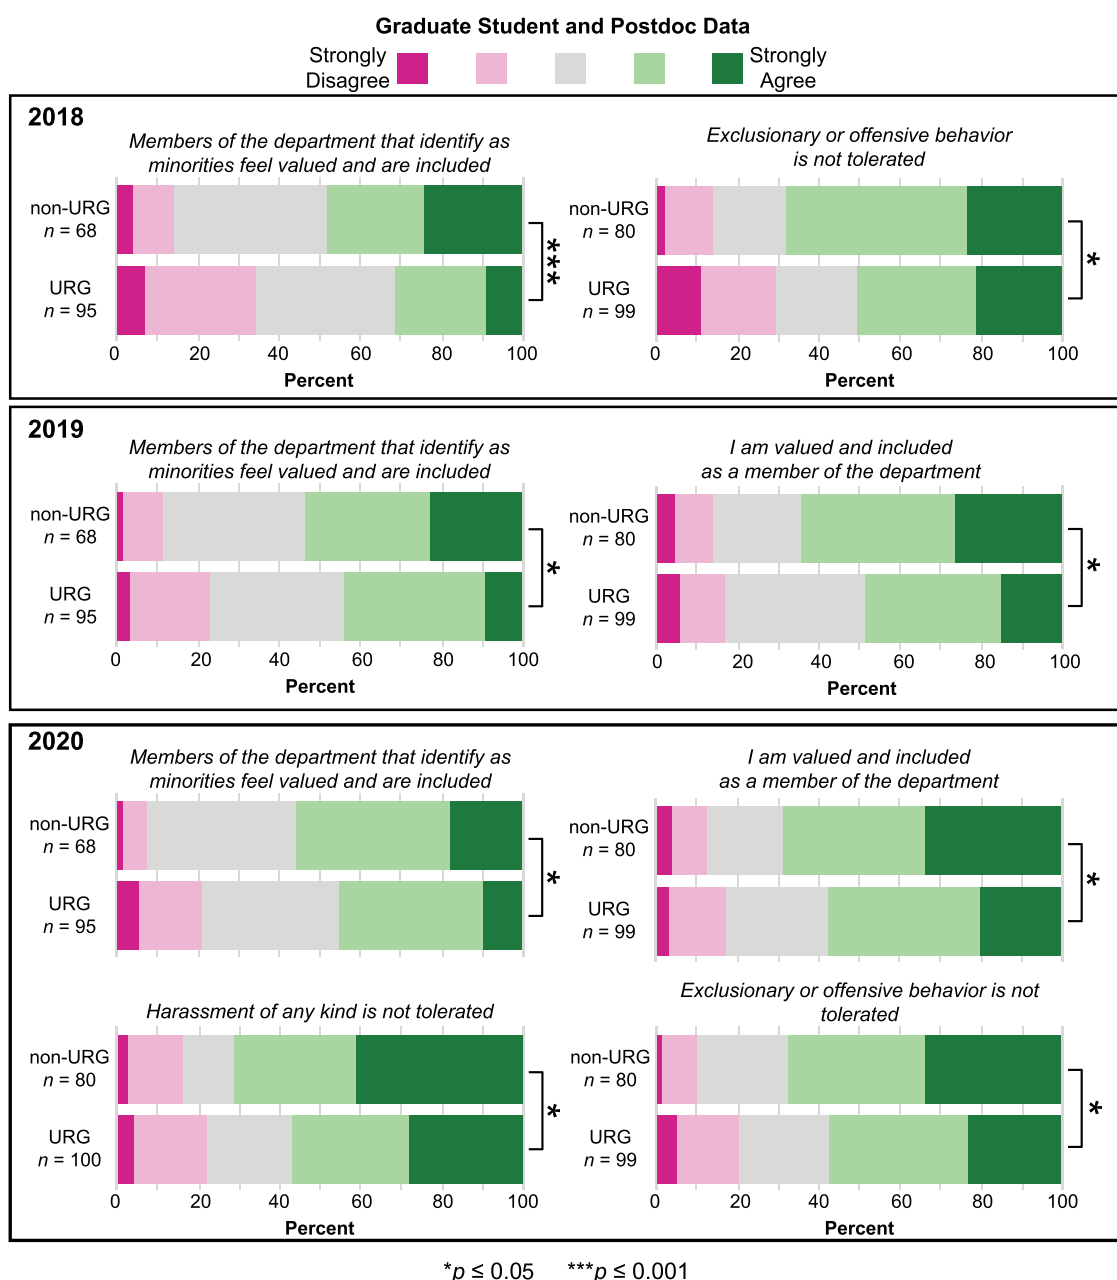 Graduate Student and Postdoc Data
Strongly
Disagree
Strongly
Agree
2018
Members of the department that identify as
minorities feel valued and are included
non-URG
n = 68
URG
n = 95
***
0 20 40 60 80 100
Percent
Exclusionary or offensive behavior
is not tolerated
non-URG
n = 80
URG
n = 99
*
0 20 40 60 80 100
Percent
2019
Members of the department that identify as
minorities feel valued and are included
non-URG
n = 68
URG
n = 95
*
0 20 40 60 80 100
Percent
I am valued and included
as a member of the department
non-URG
n = 80
URG
n = 99
*
0 20 40 60 80 100
Percent
2020
Members of the department that identify as
minorities feel valued and are included
non-URG
n = 68
URG
n = 95
*
I am valued and included
as a member of the department
non-URG
n = 80
URG
n = 99
*
Harassment of any kind is not tolerated
non-URG
n = 80
URG
n = 100
*
0 20 40 60 80 100
Percent
Exclusionary or offensive behavior is not
tolerated
non-URG
n = 80
URG
n = 99
*
0 20 40 60 80 100
Percent
*p ≤ 0.05 ***p ≤ 0.001